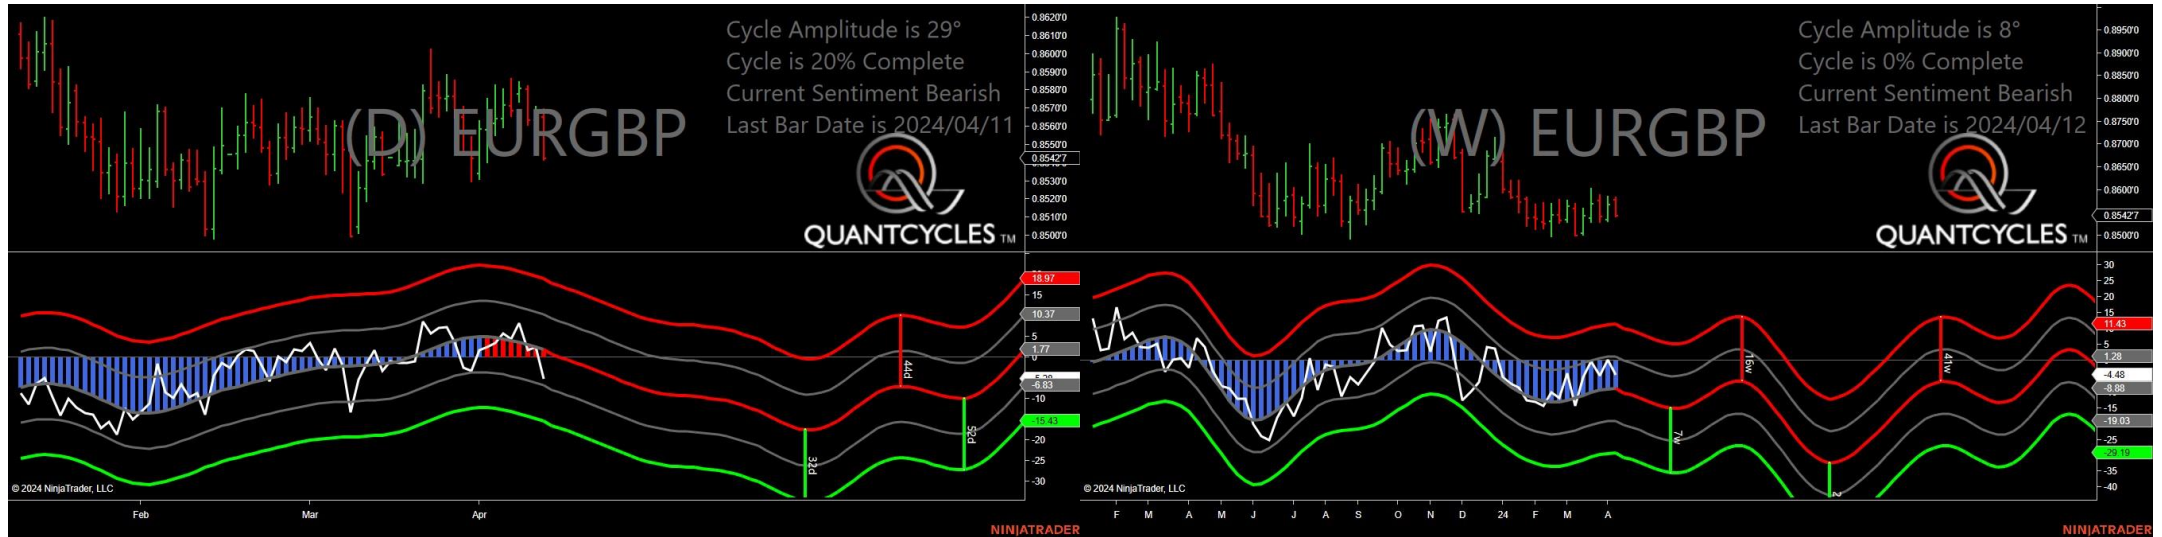 Cycle Amplitude is 29°
Cycle is 20% Complete
Current Sentiment Bearish
Last Bar Date is 2024/04/11
(D) EURGBP
QUANTCYCLES TM
0.8620'0
0.8610'0
0.8600'0
0.8590'0
0.8580'0
0.8570'0
0.8560'0
0.8550'0
0.8542'7
0.8530'0
0.8520'0
0.8510'0
0.8500'0
18.97
15
10.37
5
1.77
-6.83
-10
-15.43
-20
-25
-30
32d
44d
52d
© 2024 NinjaTrader, LLC
Feb Mar Apr
NINJATRADER
Cycle Amplitude is 8°
Cycle is 0% Complete
Current Sentiment Bearish
Last Bar Date is 2024/04/12
(W) EURGBP
QUANTCYCLES TM
0.8950'0
0.8900'0
0.8850'0
0.8800'0
0.8750'0
0.8700'0
0.8650'0
0.8600'0
0.8542'7
0.8500'0
30
25
20
15
11.43
5
1.28
-4.48
-8.88
-15
-19.03
-25
-29.19
-35
-40
7w
16w
41w
© 2024 NinjaTrader, LLC
F M A M J J A S O N D 24 F M A
NINJATRADER